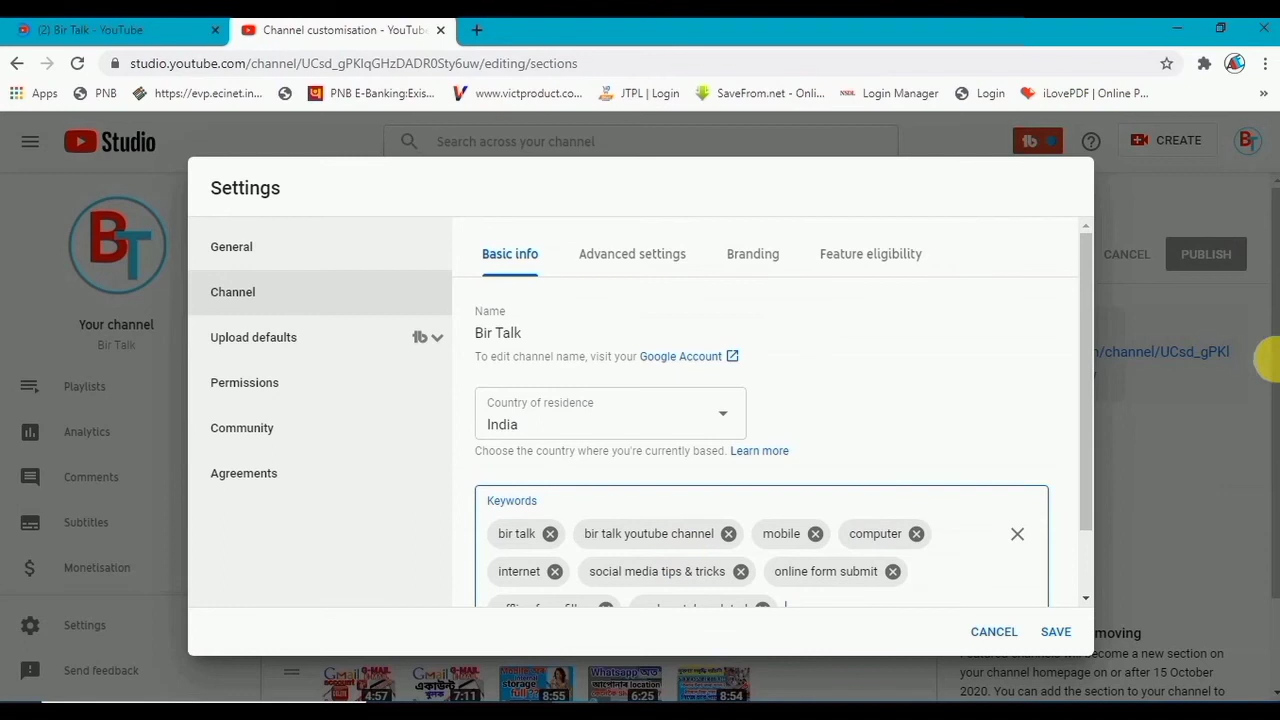 (2) Bir Talk - YouTube
Channel customisation - YouTube
studio.youtube.com/channel/UCsd_gPKlqGHzDADR0Sty6uw/editing/sections
Apps PNB https://evp.ecinet.in... PNB E-Banking:Exis... www.victproduct.co... JTPL | Login SaveFrom.net - Onli... NSDL Login Manager Login iLovePDF | Online P... »
Studio Search across your channel CREATE BT
BT
Your channel
Bir Talk
Playlists
Analytics
Comments
Subtitles
Monetisation
Settings
Send feedback
Settings
General
Channel
Upload defaults
Permissions
Community
Agreements
Basic info Advanced settings Branding Feature eligibility
Name
Bir Talk
To edit channel name, visit your Google Account
Country of residence
India
Choose the country where you're currently based. Learn more
Keywords
bir talk bir talk youtube channel mobile computer
internet social media tips & tricks online form submit
CANCEL SAVE
CANCEL PUBLISH
n/channel/UCsd_gPKl
moving
your channel homepage on or after 15 October
2020. You can add the section to your channel to
4:57 7:11 8:55 6:25 8:54